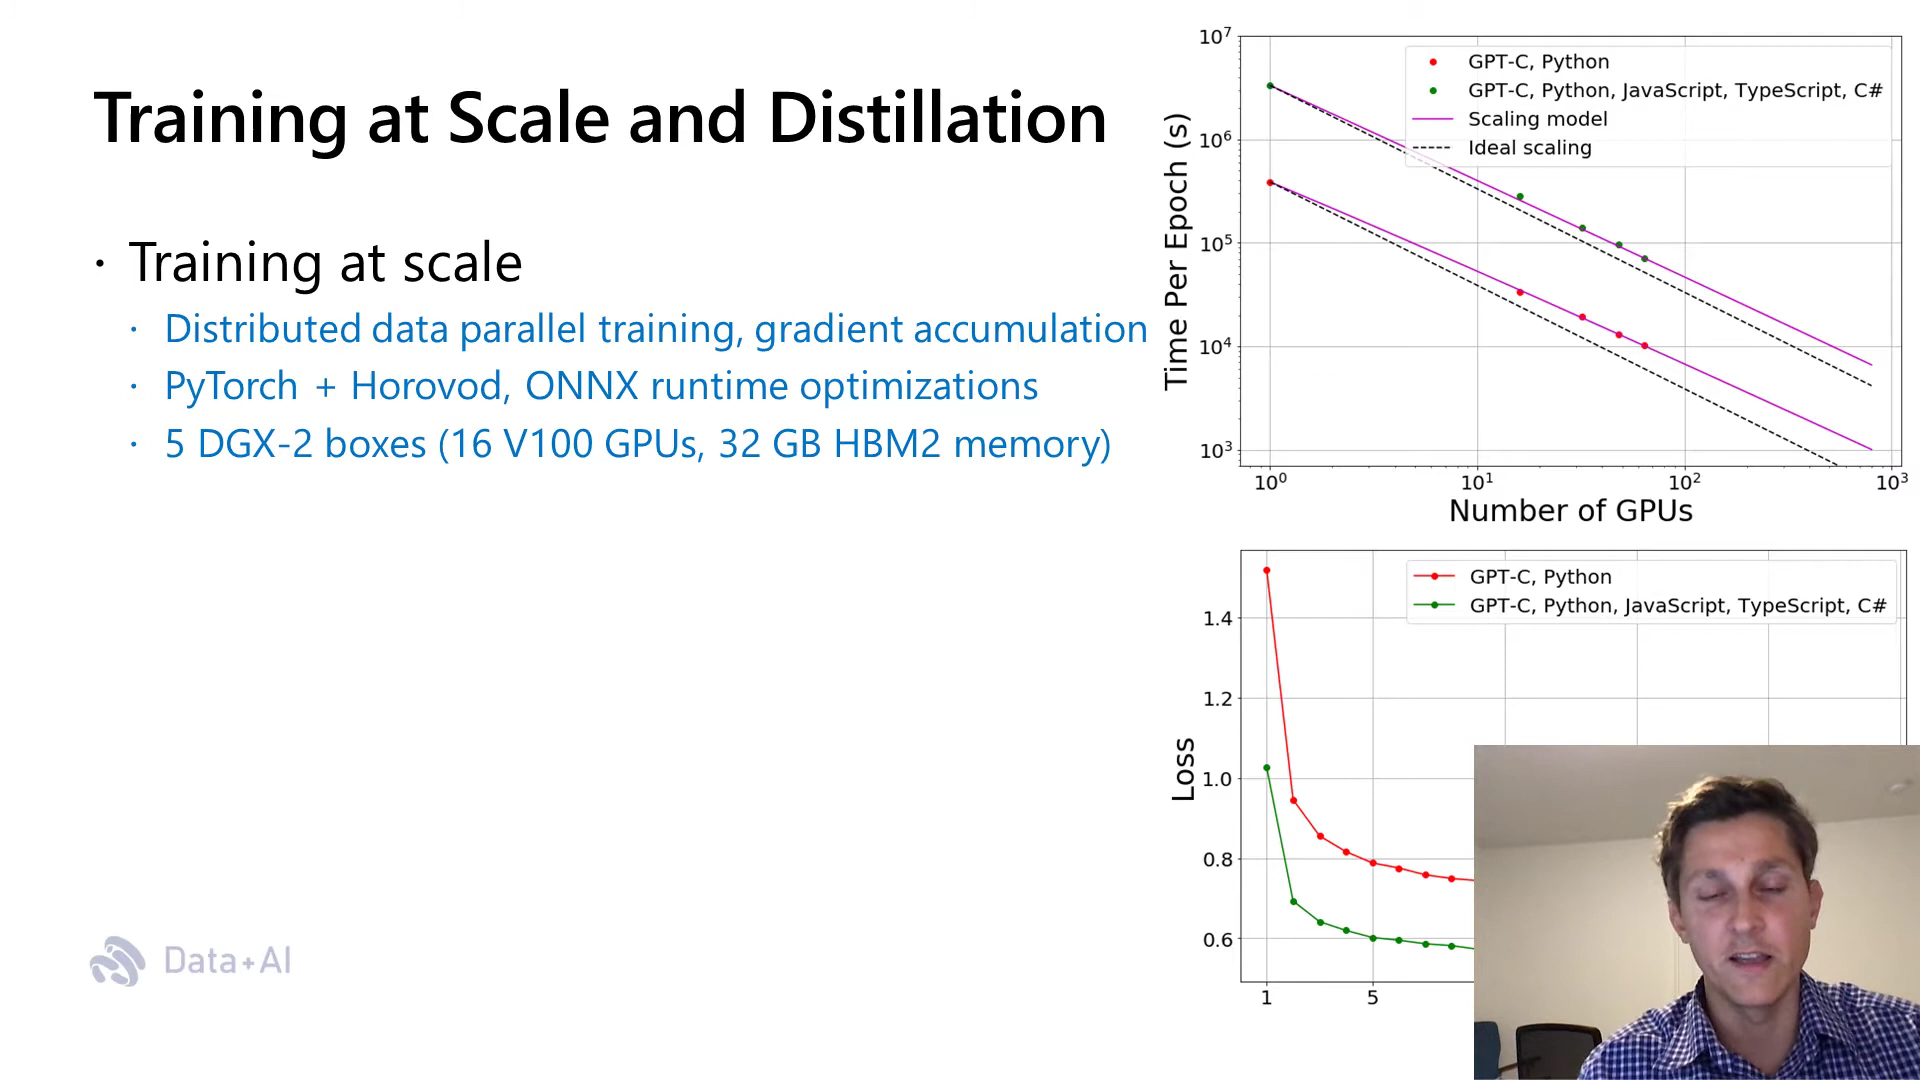 Training at Scale and Distillation
· Training at scale
· Distributed data parallel training, gradient accumulation
· PyTorch + Horovod, ONNX runtime optimizations
· 5 DGX-2 boxes (16 V100 GPUs, 32 GB HBM2 memory)
Data+AI
GPT-C, Python
GPT-C, Python, JavaScript, TypeScript, C#
Scaling model
Ideal scaling
Time Per Epoch (s)
10⁷
10⁶
10⁵
10⁴
10³
10⁰ 10¹ 10² 10³
Number of GPUs
GPT-C, Python
GPT-C, Python, JavaScript, TypeScript, C#
Loss
1.4
1.2
1.0
0.8
0.6
1 5